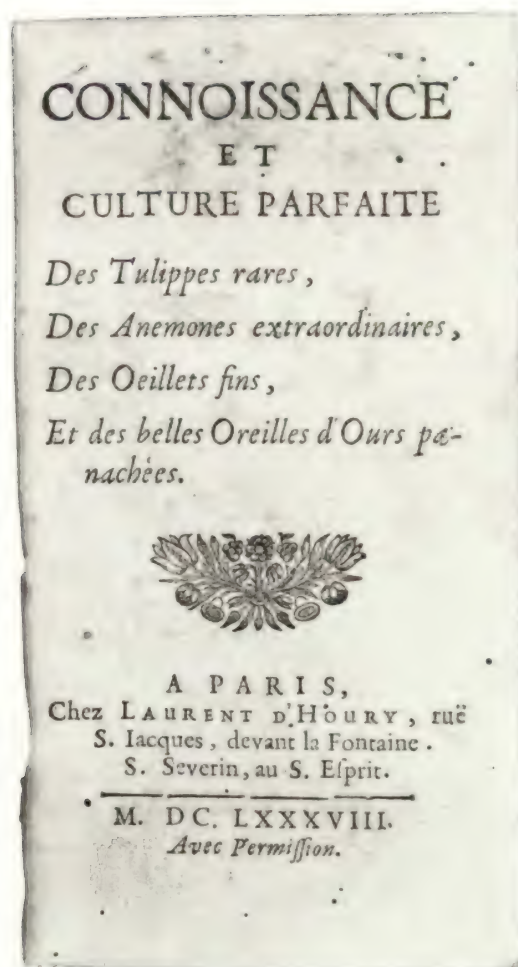 CONNOISSANCE
ET
CULTURE PARFAITE
Des Tulippes rares,
Des Anemones extraordinaires,
Des Oeillets fins,
Et des belles Oreilles d'Ours pæ-
nachées.
A PARIS,
Chez LAURENT D'HOURY, ruë
S. Iacques, devant la Fontaine.
S. Severin, au S. Eſprit.
M. DC. LXXXVIII.
Avec Permiſſion.